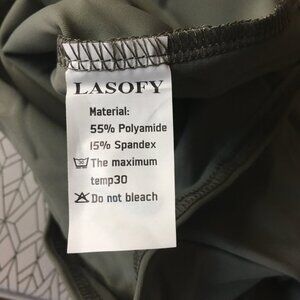 LASOFY
Material:
55% Polyamide
15% Spandex
The maximum
temp30
Do not bleach